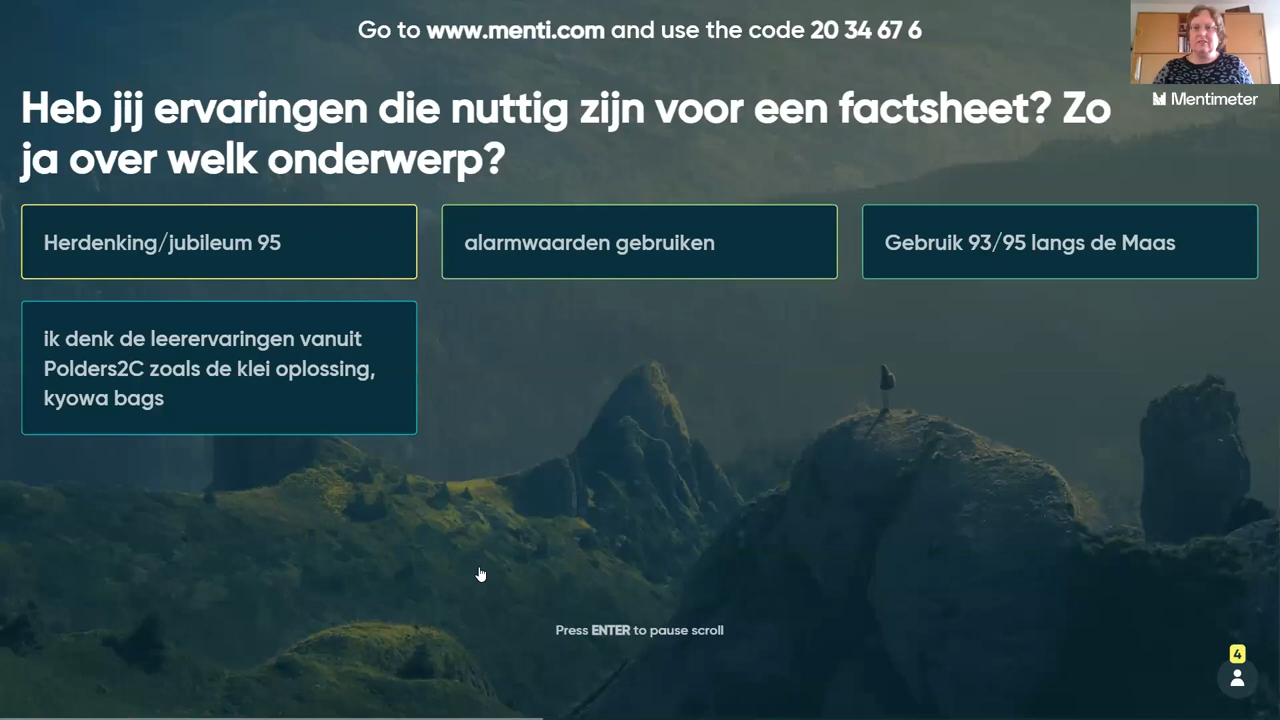 Go to www.menti.com and use the code 20 34 67 6
Mentimeter
Heb jij ervaringen die nuttig zijn voor een factsheet? Zo
ja over welk onderwerp?
Herdenking/jubileum 95
alarmwaarden gebruiken
Gebruik 93/95 langs de Maas
ik denk de leerervaringen vanuit
Polders2C zoals de klei oplossing,
kyowa bags
Press ENTER to pause scroll
4